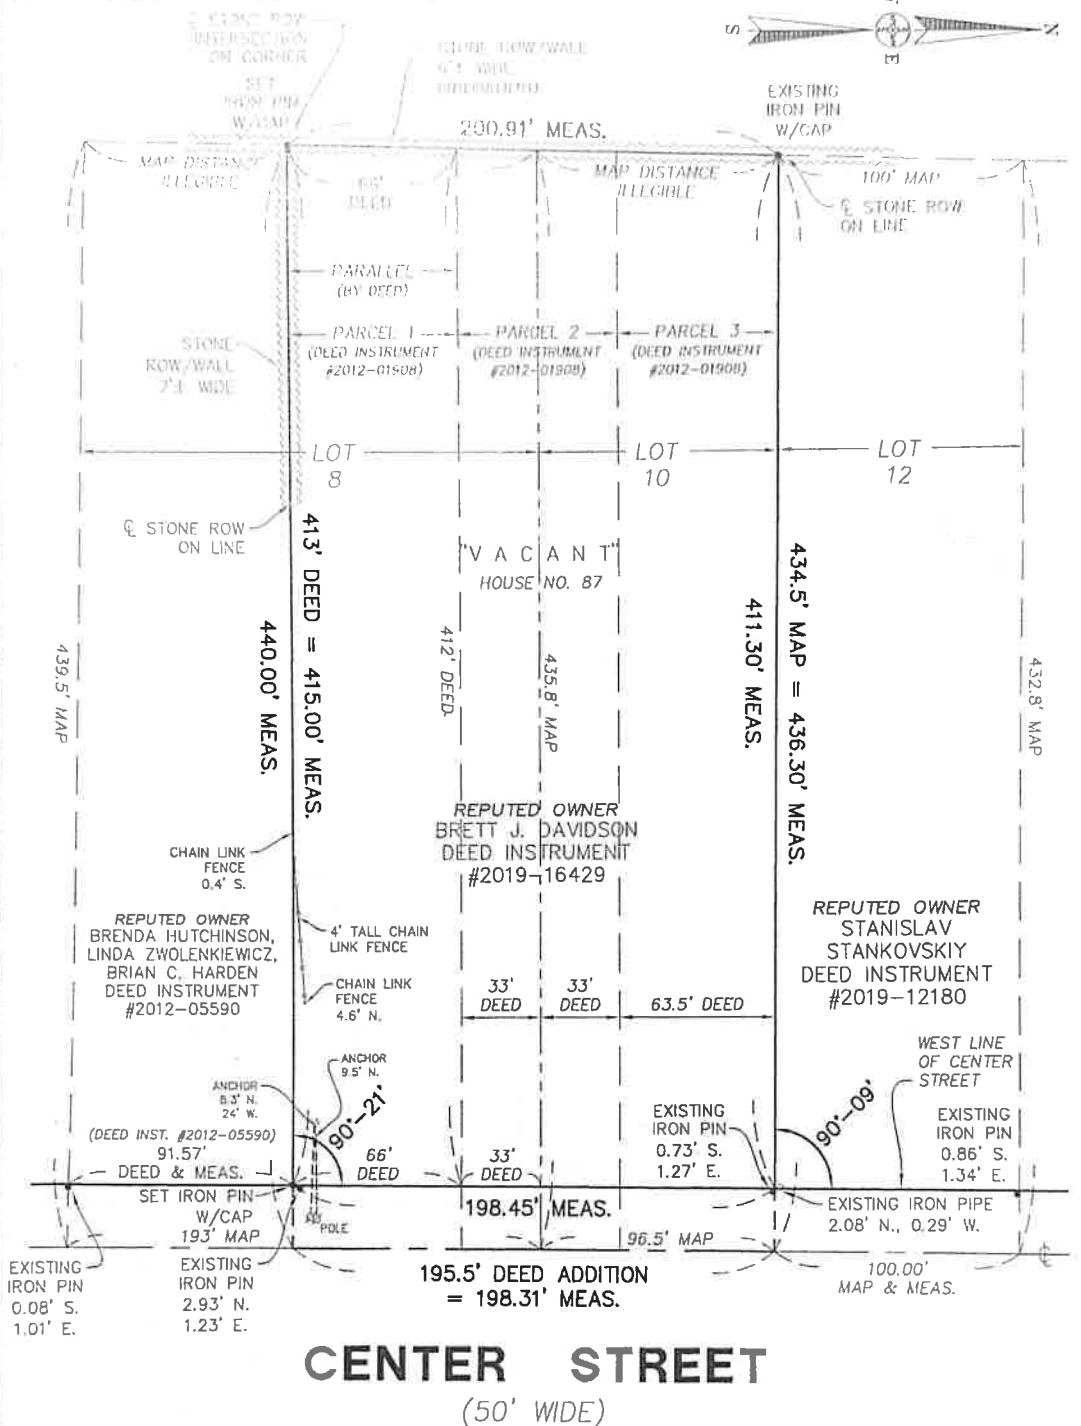 ℄ STONE ROW
INTERSECTION
ON CORNER
SET
IRON PIN
W/CAP
STONE ROW/WALL
WIDE
S
N
E
EXISTING
IRON PIN
W/CAP
200.91' MEAS.
MAP DISTANCE
ILLEGIBLE
66'
DEED
MAP DISTANCE
ILLEGIBLE
100' MAP
℄ STONE ROW
ON LINE
PARALLEL
(BY DEED)
PARCEL 1
(DEED INSTRUMENT
#2012-01908)
PARCEL 2
(DEED INSTRUMENT
#2012-01908)
PARCEL 3
(DEED INSTRUMENT
#2012-01908)
STONE
ROW/WALL
2'± WIDE
LOT
8
LOT
10
LOT
12
℄ STONE ROW
ON LINE
"V A C A N T"
HOUSE NO. 87
439.5' MAP
440.00' MEAS.
413' DEED = 415.00' MEAS.
412' DEED
435.8' MAP
411.30' MEAS.
434.5' MAP = 436.30' MEAS.
432.8' MAP
REPUTED OWNER
BRETT J. DAVIDSON
DEED INSTRUMENT
#2019-16429
CHAIN LINK
FENCE
0.4' S.
REPUTED OWNER
BRENDA HUTCHINSON,
LINDA ZWOLENKIEWICZ,
BRIAN C. HARDEN
DEED INSTRUMENT
#2012-05590
4' TALL CHAIN
LINK FENCE
CHAIN LINK
FENCE
4.6' N.
REPUTED OWNER
STANISLAV
STANKOVSKIY
DEED INSTRUMENT
#2019-12180
33'
DEED
33'
DEED
63.5' DEED
WEST LINE
OF CENTER
STREET
ANCHOR
9.5' N.
ANCHOR
8.3' N.
24' W.
90°-21'
90°-09'
(DEED INST. #2012-05590)
91.57'
DEED & MEAS.
66'
DEED
33'
DEED
EXISTING
IRON PIN
0.73' S.
1.27' E.
EXISTING
IRON PIN
0.86' S.
1.34' E.
SET IRON PIN
W/CAP
193' MAP
POLE
198.45' MEAS.
EXISTING IRON PIPE
2.08' N., 0.29' W.
96.5' MAP
℄
EXISTING
IRON PIN
0.08' S.
1.01' E.
EXISTING
IRON PIN
2.93' N.
1.23' E.
195.5' DEED ADDITION
= 198.31' MEAS.
100.00'
MAP & MEAS.
CENTER STREET
(50' WIDE)